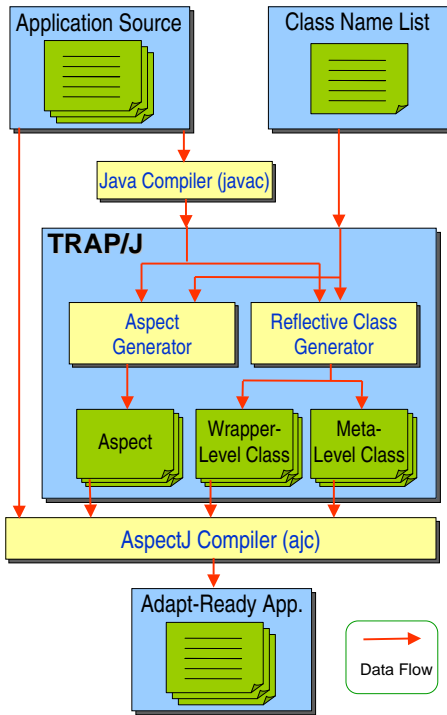 Application Source
Class Name List
Java Compiler (javac)
TRAP/J
Aspect
Generator
Reflective Class
Generator
Aspect
Wrapper-
Level Class
Meta-
Level Class
AspectJ Compiler (ajc)
Adapt-Ready App.
Data Flow